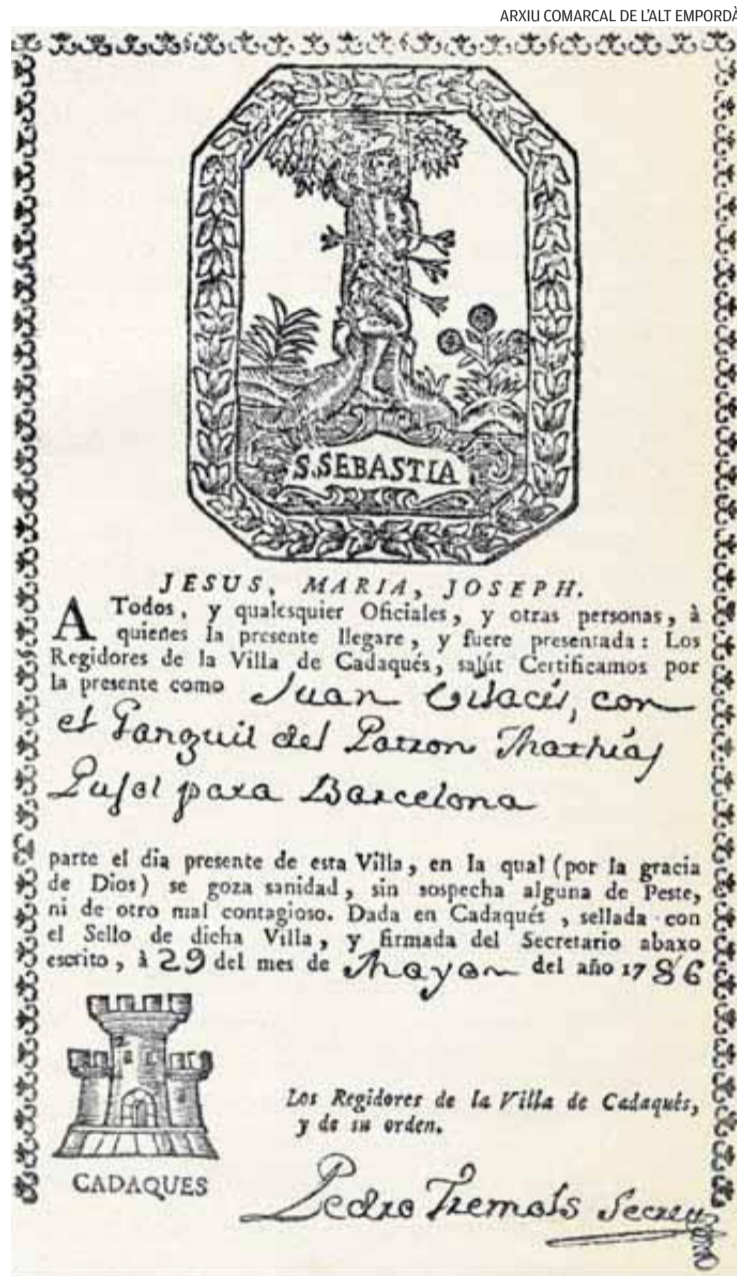 ARXIU COMARCAL DE L'ALT EMPORDÀ
S. SEBASTIA
JESUS, MARIA, JOSEPH.
A Todos, y qualesquier Oficiales, y otras personas, à
quienes la presente llegare, y fuere presentada: Los
Regidores de la Villa de Cadaqués, salút Certificamos por
la presente como Juan con
el del Patron Mathias
Pujol para Barcelona
parte el dia presente de esta Villa, en la qual (por la gracia
de Dios) se goza sanidad, sin sospecha alguna de Peste,
ni de otro mal contagioso. Dada en Cadaqués, sellada con
el Sello de dicha Villa, y firmada del Secretario abaxo
escrito, à 29 del mes de Mayo del año 1786
Los Regidores de la Villa de Cadaqués,
y de su orden.
CADAQUES
Pedro Tremols